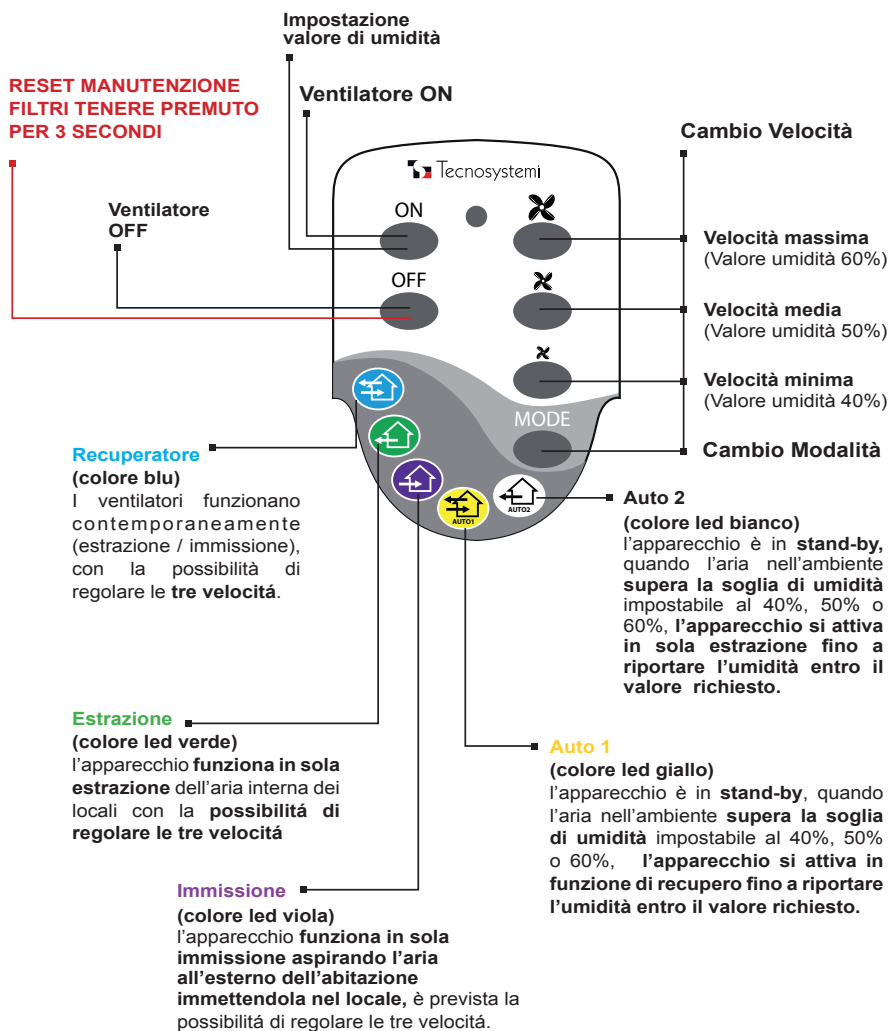 Impostazione
valore di umidità
RESET MANUTENZIONE
FILTRI TENERE PREMUTO
PER 3 SECONDI
Ventilatore ON
Cambio Velocità
Ventilatore
OFF
Tecnosystemi
ON
OFF
MODE
AUTO1
AUTO2
Velocità massima
(Valore umidità 60%)
Velocità media
(Valore umidità 50%)
Velocità minima
(Valore umidità 40%)
Cambio Modalità
Recuperatore
(colore blu)
I ventilatori funzionano
contemporaneamente
(estrazione / immissione),
con la possibilità di
regolare le tre velocitá.
Auto 2
(colore led bianco)
l'apparecchio è in stand-by,
quando l'aria nell'ambiente
supera la soglia di umidità
impostabile al 40%, 50% o
60%, l'apparecchio si attiva
in sola estrazione fino a
riportare l'umidità entro il
valore richiesto.
Estrazione
(colore led verde)
l'apparecchio funziona in sola
estrazione dell'aria interna dei
locali con la possibilitá di
regolare le tre velocitá
Auto 1
(colore led giallo)
l'apparecchio è in stand-by, quando
l'aria nell'ambiente supera la soglia
di umidità impostabile al 40%, 50%
o 60%, l'apparecchio si attiva in
funzione di recupero fino a riportare
l'umidità entro il valore richiesto.
Immissione
(colore led viola)
l'apparecchio funziona in sola
immissione aspirando l'aria
all'esterno dell'abitazione
immettendola nel locale, è prevista la
possibilitá di regolare le tre velocitá.